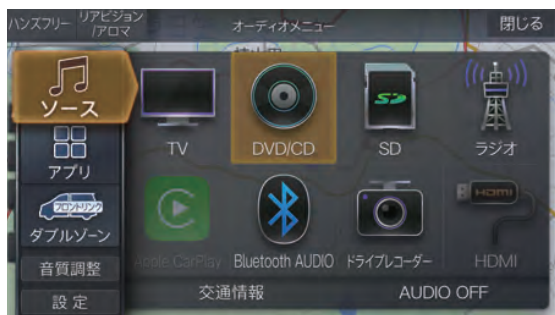 ハンズフリー
リアビジョン
/アロマ
オーディオメニュー
閉じる
ソース
TV
DVD/CD
SD
ラジオ
アプリ
フロントリンク
ダブルゾーン
Apple CarPlay
Bluetooth AUDIO
ドライブレコーダー
HDMI
音質調整
設定
交通情報
AUDIO OFF